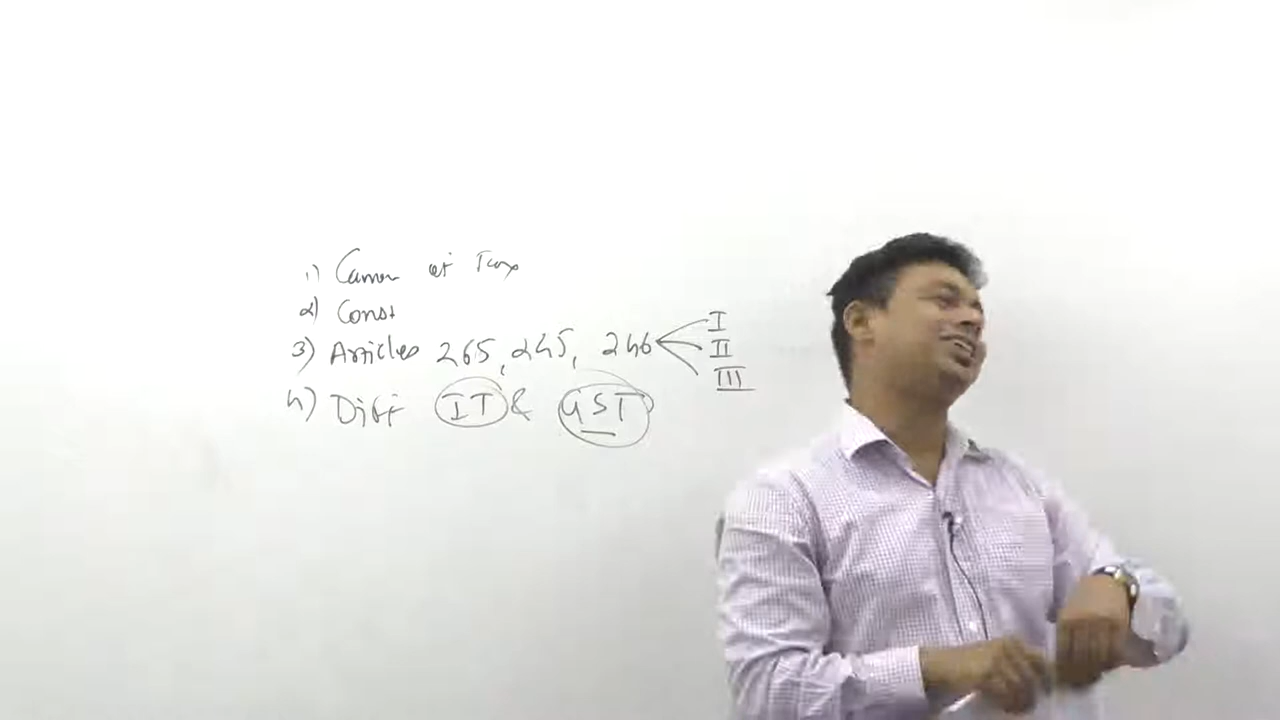 1) Canon of Tax
2) Const
3) Articles 265, 245, 246 I II III
4) Diff IT & GST